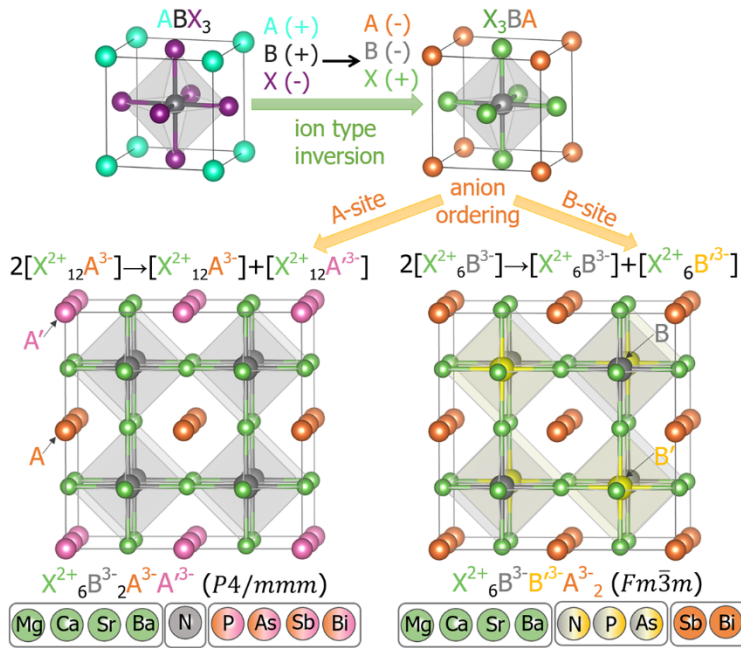 ABX₃
A (+)
B (+)
X (-)
A (-)
B (-)
X (+)
X₃BA
ion type
inversion
A-site
anion
ordering
B-site
2[X²⁺₁₂A³⁻]→[X²⁺₁₂A³⁻]+[X²⁺₁₂A′³⁻]
2[X²⁺₆B³⁻]→[X²⁺₆B³⁻]+[X²⁺₆B′³⁻]
A′
A
B
B′
X²⁺₆B³⁻₂A³⁻A′³⁻ (P4/mmm)
X²⁺₆B³⁻B′³⁻A³⁻₂ (Fm3̄m)
Mg Ca Sr Ba N P As Sb Bi
Mg Ca Sr Ba N P As Sb Bi